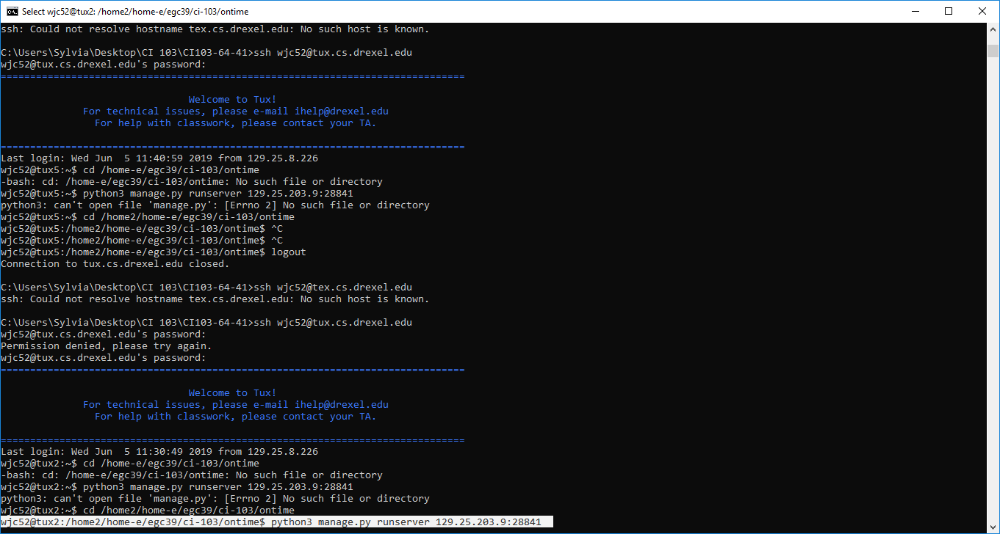 Select wjc52@tux2: /home2/home-e/egc39/ci-103/ontime
ssh: Could not resolve hostname tex.cs.drexel.edu: No such host is known.
C:\Users\Sylvia\Desktop\CI 103\CI103-64-41>ssh wjc52@tux.cs.drexel.edu
wjc52@tux.cs.drexel.edu's password:
===============================================================================
Welcome to Tux!
For technical issues, please e-mail ihelp@drexel.edu
For help with classwork, please contact your TA.
===============================================================================
Last login: Wed Jun  5 11:40:59 2019 from 129.25.8.226
wjc52@tux5:~$ cd /home-e/egc39/ci-103/ontime
-bash: cd: /home-e/egc39/ci-103/ontime: No such file or directory
wjc52@tux5:~$ python3 manage.py runserver 129.25.203.9:28841
python3: can't open file 'manage.py': [Errno 2] No such file or directory
wjc52@tux5:~$ cd /home2/home-e/egc39/ci-103/ontime
wjc52@tux5:/home2/home-e/egc39/ci-103/ontime$ ^C
wjc52@tux5:/home2/home-e/egc39/ci-103/ontime$ ^C
wjc52@tux5:/home2/home-e/egc39/ci-103/ontime$ logout
Connection to tux.cs.drexel.edu closed.
C:\Users\Sylvia\Desktop\CI 103\CI103-64-41>ssh wjc52@tex.cs.drexel.edu
ssh: Could not resolve hostname tex.cs.drexel.edu: No such host is known.
C:\Users\Sylvia\Desktop\CI 103\CI103-64-41>ssh wjc52@tux.cs.drexel.edu
wjc52@tux.cs.drexel.edu's password:
Permission denied, please try again.
wjc52@tux.cs.drexel.edu's password:
===============================================================================
Welcome to Tux!
For technical issues, please e-mail ihelp@drexel.edu
For help with classwork, please contact your TA.
===============================================================================
Last login: Wed Jun  5 11:30:49 2019 from 129.25.8.226
wjc52@tux2:~$ cd /home-e/egc39/ci-103/ontime
-bash: cd: /home-e/egc39/ci-103/ontime: No such file or directory
wjc52@tux2:~$ python3 manage.py runserver 129.25.203.9:28841
python3: can't open file 'manage.py': [Errno 2] No such file or directory
wjc52@tux2:~$ cd /home2/home-e/egc39/ci-103/ontime
wjc52@tux2:/home2/home-e/egc39/ci-103/ontime$ python3 manage.py runserver 129.25.203.9:28841